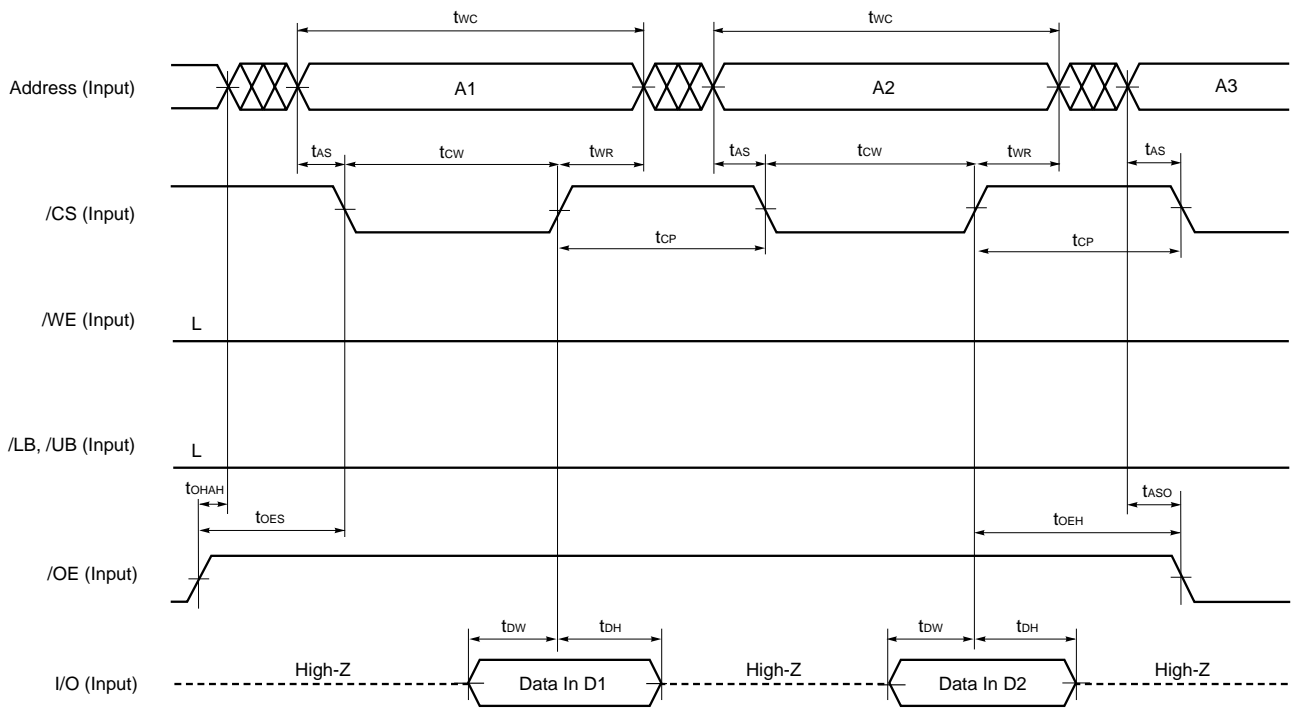 tWC tWC
Address (Input) A1 A2 A3
tAS tCW tWR tAS tCW tWR tAS
/CS (Input)
tCP tCP
/WE (Input) L
/LB, /UB (Input) L
tOHAH tASO
tOES tOEH
/OE (Input)
tDW tDH tDW tDH
I/O (Input) High-Z Data In D1 High-Z Data In D2 High-Z